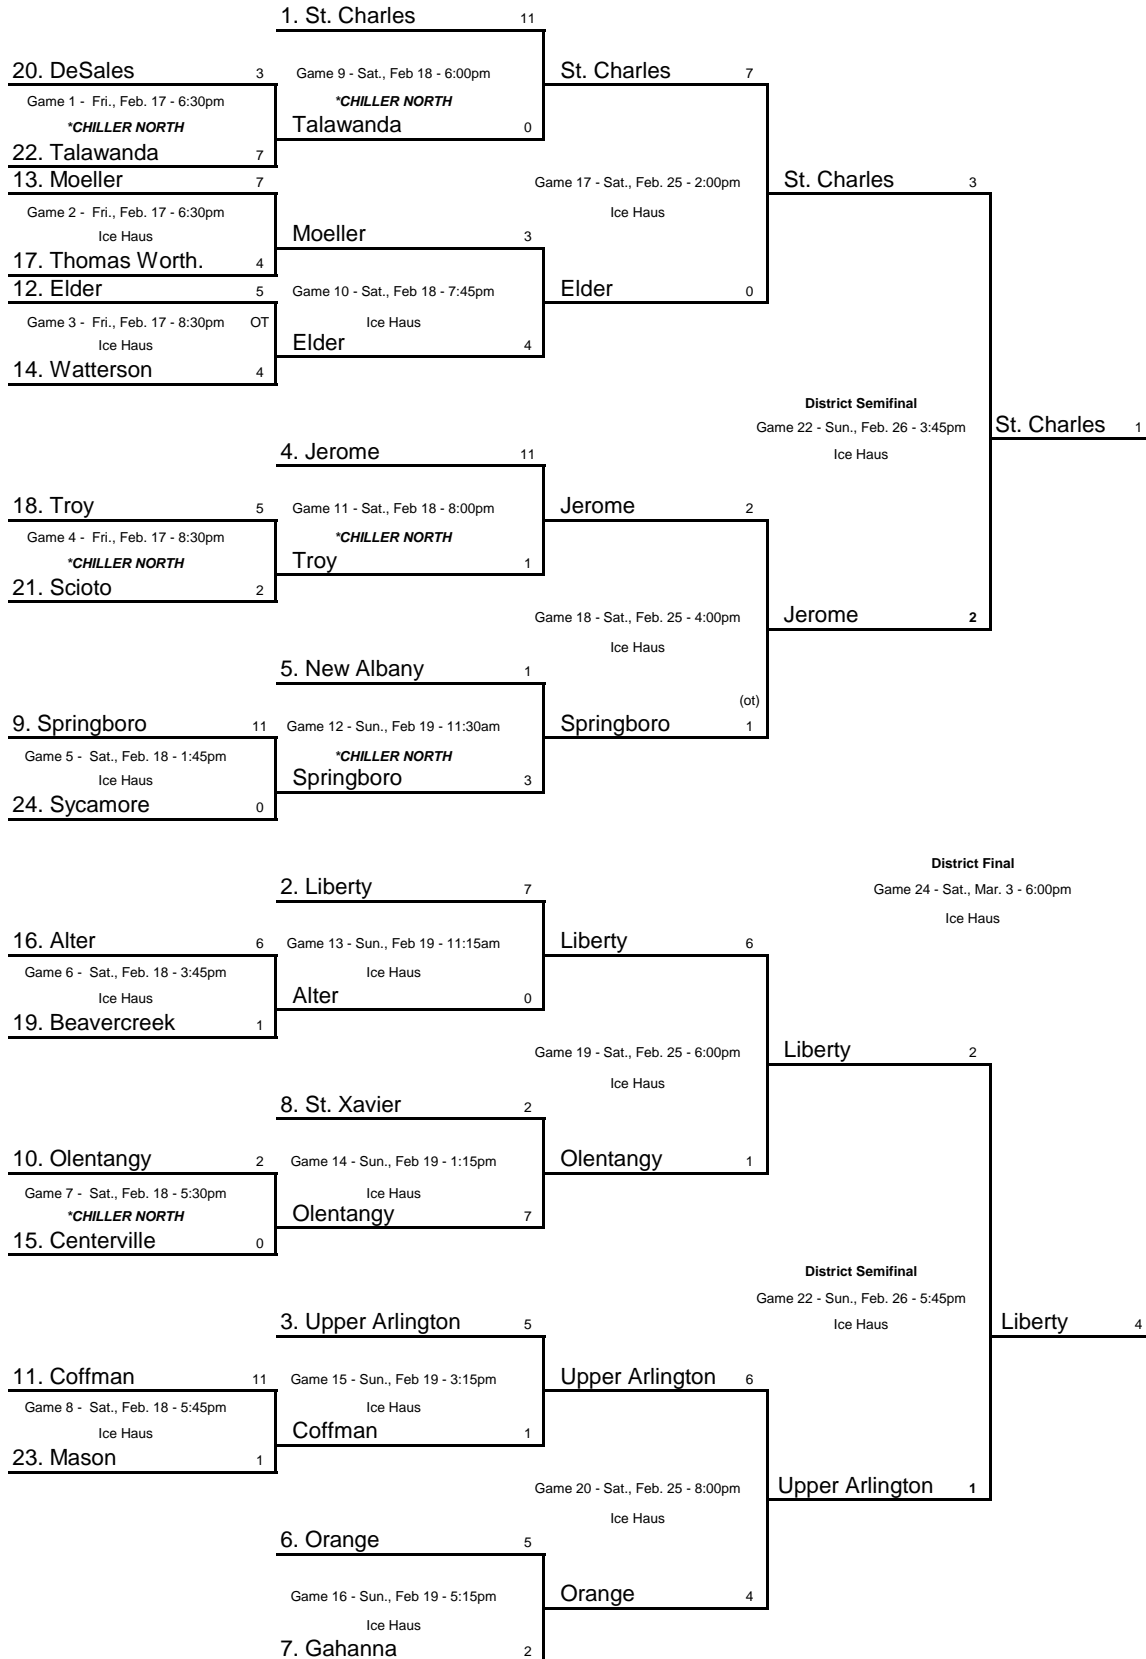 1. St. Charles 11
20. DeSales 3 Game 9 - Sat., Feb 18 - 6:00pm St. Charles 7
Game 1 - Fri., Feb. 17 - 6:30pm *CHILLER NORTH
*CHILLER NORTH Talawanda 0
22. Talawanda 7
13. Moeller 7 Game 17 - Sat., Feb. 25 - 2:00pm St. Charles 3
Game 2 - Fri., Feb. 17 - 6:30pm Ice Haus
Ice Haus Moeller 3
17. Thomas Worth. 4
12. Elder 5 Game 10 - Sat., Feb 18 - 7:45pm Elder 0
Game 3 - Fri., Feb. 17 - 8:30pm OT Ice Haus
Ice Haus Elder 4
14. Watterson 4
District Semifinal
Game 22 - Sun., Feb. 26 - 3:45pm St. Charles 1
4. Jerome 11 Ice Haus
18. Troy 5 Game 11 - Sat., Feb 18 - 8:00pm Jerome 2
Game 4 - Fri., Feb. 17 - 8:30pm *CHILLER NORTH
*CHILLER NORTH Troy 1
21. Scioto 2
Game 18 - Sat., Feb. 25 - 4:00pm Jerome 2
Ice Haus
5. New Albany 1
(ot)
9. Springboro 11 Game 12 - Sun., Feb 19 - 11:30am Springboro 1
Game 5 - Sat., Feb. 18 - 1:45pm *CHILLER NORTH
Ice Haus Springboro 3
24. Sycamore 0
District Final
2. Liberty 7 Game 24 - Sat., Mar. 3 - 6:00pm
Ice Haus
16. Alter 6 Game 13 - Sun., Feb 19 - 11:15am Liberty 6
Game 6 - Sat., Feb. 18 - 3:45pm Ice Haus
Ice Haus Alter 0
19. Beavercreek 1
Game 19 - Sat., Feb. 25 - 6:00pm Liberty 2
Ice Haus
8. St. Xavier 2
10. Olentangy 2 Game 14 - Sun., Feb 19 - 1:15pm Olentangy 1
Game 7 - Sat., Feb. 18 - 5:30pm Ice Haus
*CHILLER NORTH Olentangy 7
15. Centerville 0
District Semifinal
Game 22 - Sun., Feb. 26 - 5:45pm
3. Upper Arlington 5 Ice Haus Liberty 4
11. Coffman 11 Game 15 - Sun., Feb 19 - 3:15pm Upper Arlington 6
Game 8 - Sat., Feb. 18 - 5:45pm Ice Haus
Ice Haus Coffman 1
23. Mason 1
Game 20 - Sat., Feb. 25 - 8:00pm Upper Arlington 1
Ice Haus
6. Orange 5
Game 16 - Sun., Feb 19 - 5:15pm Orange 4
Ice Haus
7. Gahanna 2